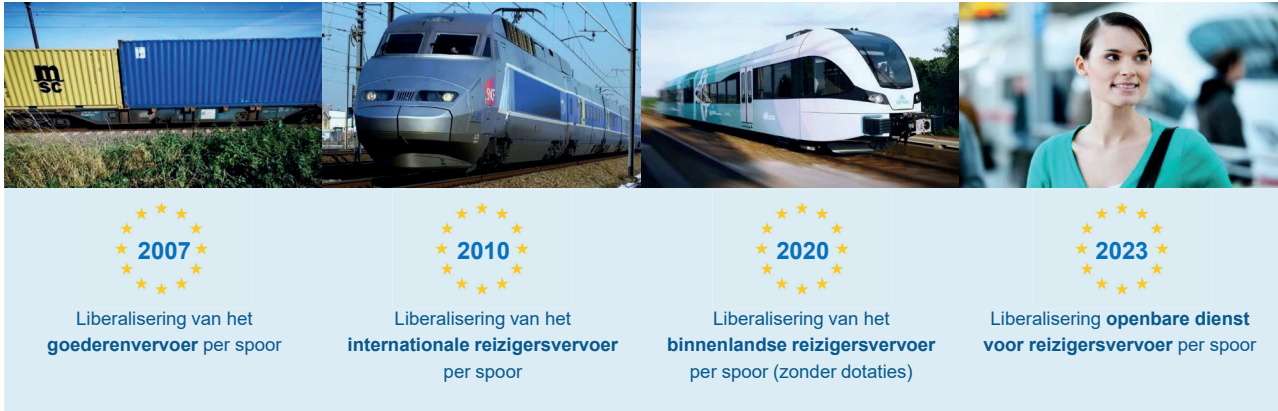 m
sc
2007
Liberalisering van het
goederenvervoer per spoor
2010
Liberalisering van het
internationale reizigersvervoer
per spoor
2020
Liberalisering van het
binnenlandse reizigersvervoer
per spoor (zonder dotaties)
2023
Liberalisering openbare dienst
voor reizigersvervoer per spoor